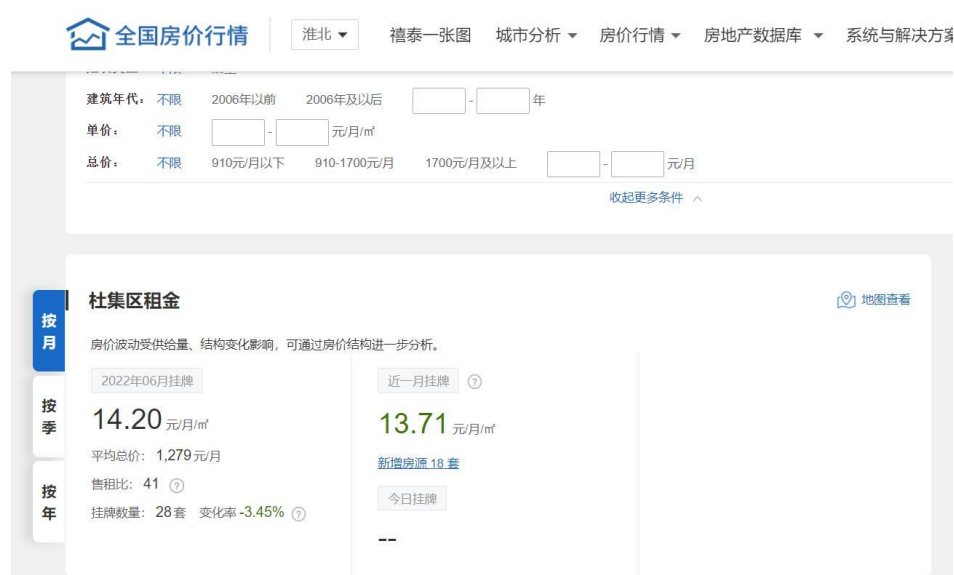 全国房价行情 淮北 禧泰一张图 城市分析 房价行情 房地产数据库 系统与解决方案
建筑年代: 不限 2006年以前 2006年及以后 - 年
单价: 不限 - 元/月/㎡
总价: 不限 910元/月以下 910-1700元/月 1700元/月及以上 - 元/月
收起更多条件
按月
按季
按年
杜集区租金 地图查看
房价波动受供给量、结构变化影响，可通过房价结构进一步分析。
2022年06月挂牌
14.20 元/月/㎡
平均总价: 1,279元/月
售租比: 41 ?
挂牌数量: 28套 变化率-3.45% ?
近一月挂牌 ?
13.71 元/月/㎡
新增房源 18 套
今日挂牌
--